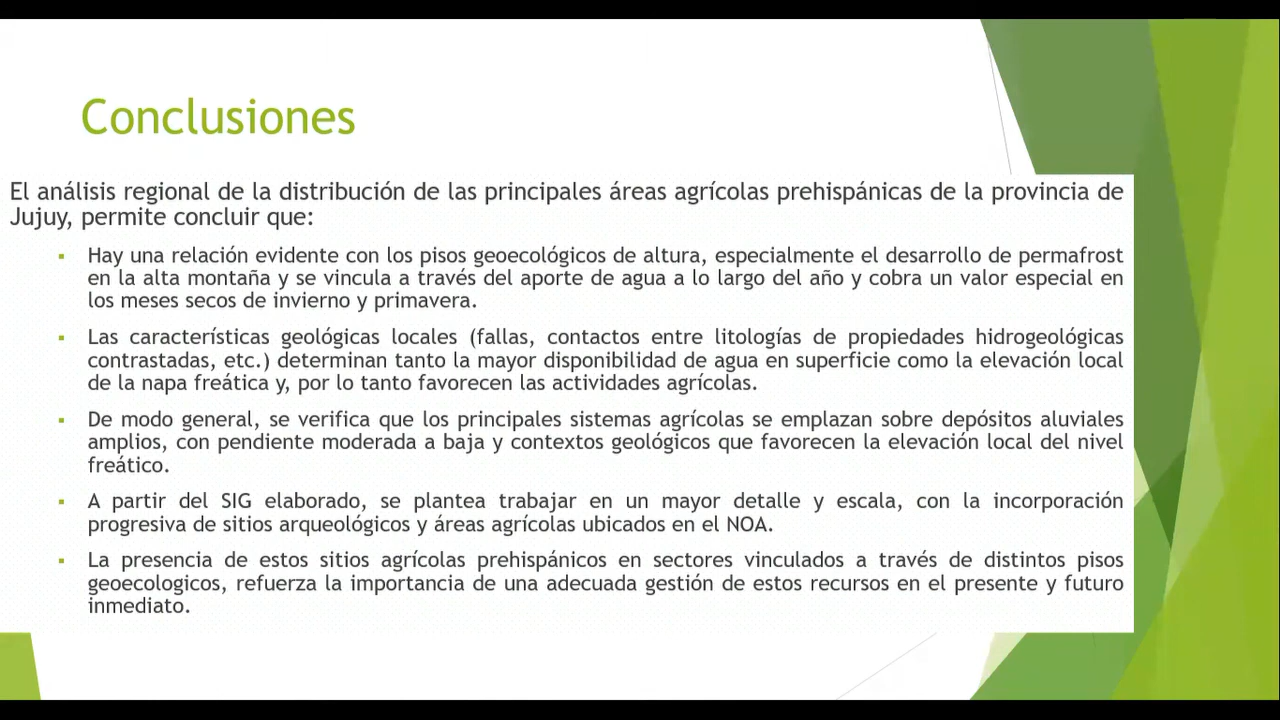 Conclusiones
El análisis regional de la distribución de las principales áreas agrícolas prehispánicas de la provincia de
Jujuy, permite concluir que:
Hay una relación evidente con los pisos geoecológicos de altura, especialmente el desarrollo de permafrost
en la alta montaña y se vincula a través del aporte de agua a lo largo del año y cobra un valor especial en
los meses secos de invierno y primavera.
Las características geológicas locales (fallas, contactos entre litologías de propiedades hidrogeológicas
contrastadas, etc.) determinan tanto la mayor disponibilidad de agua en superficie como la elevación local
de la napa freática y, por lo tanto favorecen las actividades agrícolas.
De modo general, se verifica que los principales sistemas agrícolas se emplazan sobre depósitos aluviales
amplios, con pendiente moderada a baja y contextos geológicos que favorecen la elevación local del nivel
freático.
A partir del SIG elaborado, se plantea trabajar en un mayor detalle y escala, con la incorporación
progresiva de sitios arqueológicos y áreas agrícolas ubicados en el NOA.
La presencia de estos sitios agrícolas prehispánicos en sectores vinculados a través de distintos pisos
geoecologicos, refuerza la importancia de una adecuada gestión de estos recursos en el presente y futuro
inmediato.